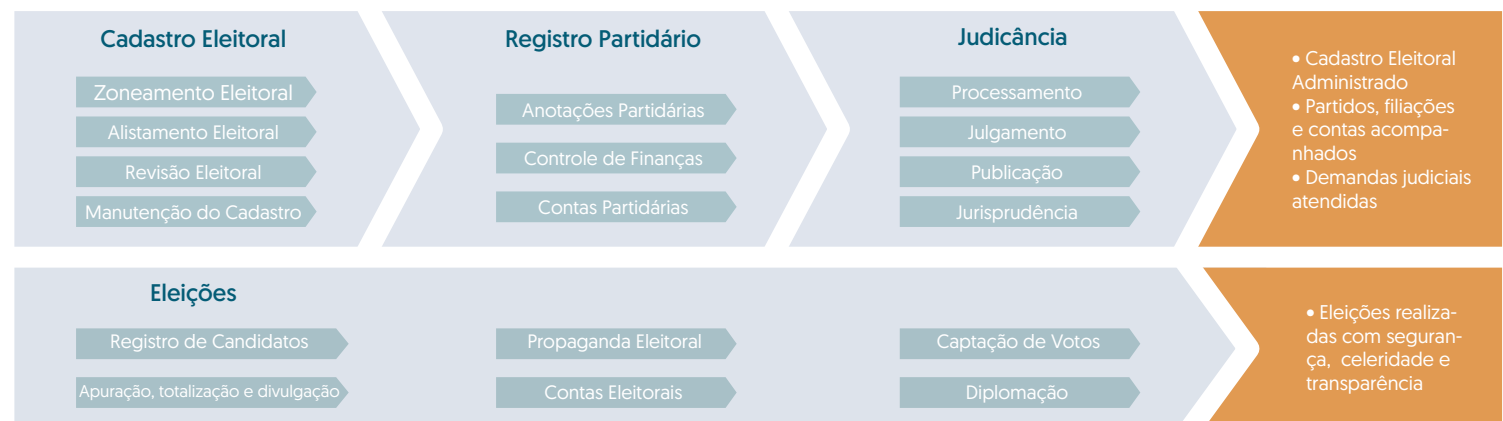 Cadastro Eleitoral
Zoneamento Eleitoral
Alistamento Eleitoral
Revisão Eleitoral
Manutenção do Cadastro
Registro Partidário
Anotações Partidárias
Controle de Finanças
Contas Partidárias
Judicância
Processamento
Julgamento
Publicação
Jurisprudência
• Cadastro Eleitoral
Administrado
• Partidos, filiações
e contas acompa-
nhados
• Demandas judiciais
atendidas
Eleições
Registro de Candidatos
Propaganda Eleitoral
Captação de Votos
Apuração, totalização e divulgação
Contas Eleitorais
Diplomação
• Eleições realiza-
das com seguran-
ça, celeridade e
transparência